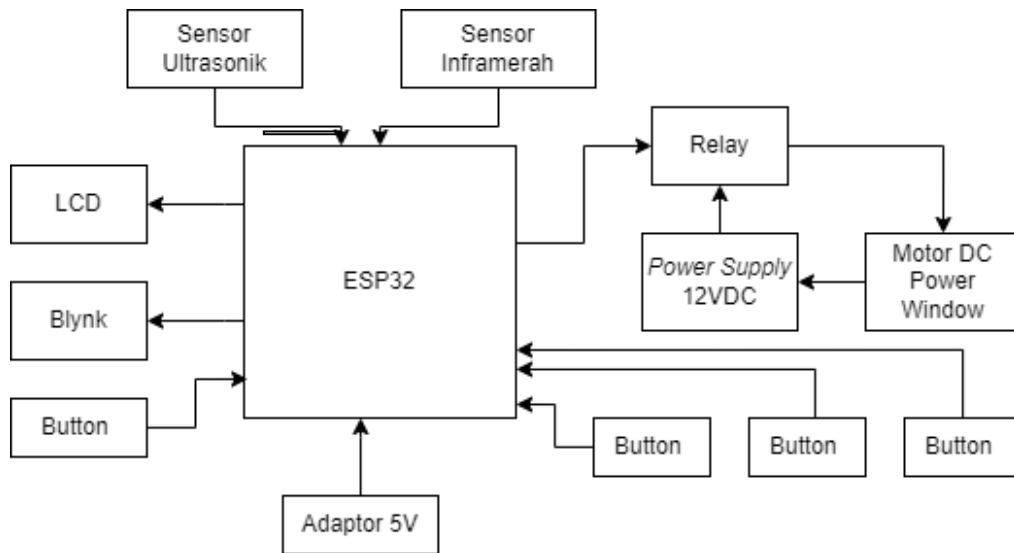 Sensor
Ultrasonik
Sensor
Inframerah
Relay
LCD
ESP32
Power Supply
12VDC
Motor DC
Power
Window
Blynk
Button
Button
Button
Button
Adaptor 5V